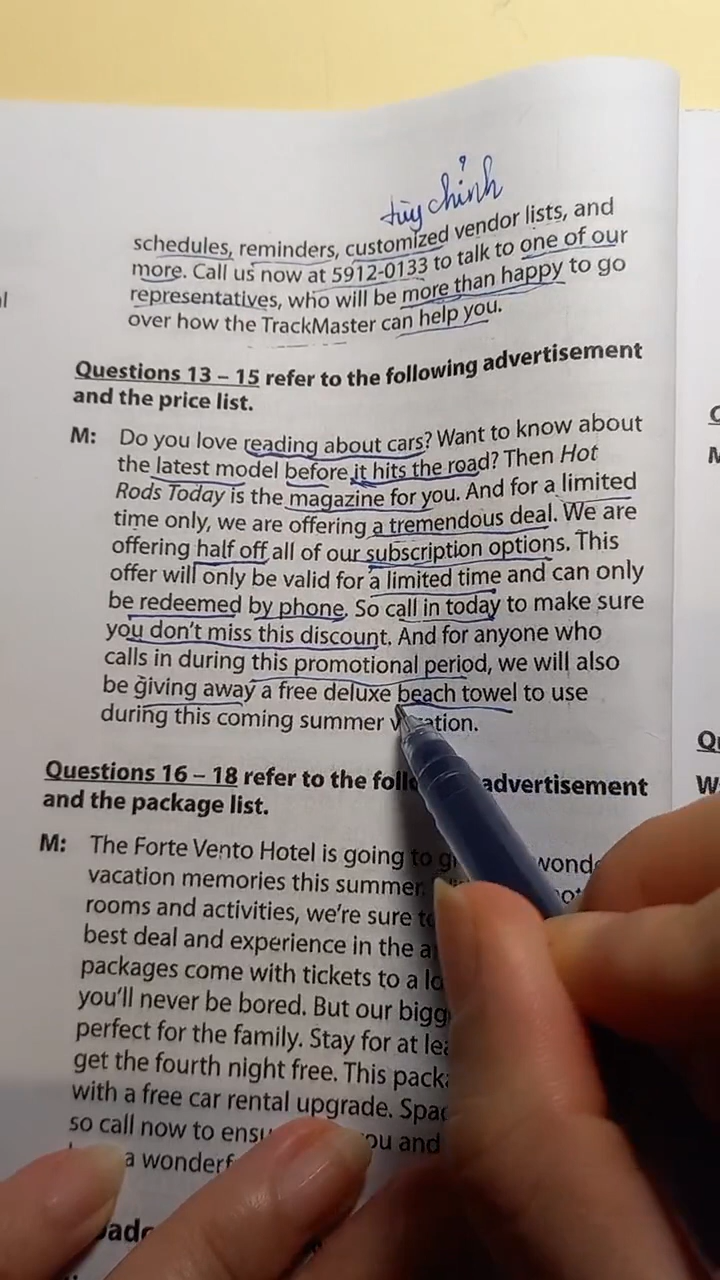 tùy chỉnh
schedules, reminders, customized vendor lists, and
more. Call us now at 5912-0133 to talk to one of our
representatives, who will be more than happy to go
over how the TrackMaster can help you.
Questions 13 – 15 refer to the following advertisement
and the price list.
M: Do you love reading about cars? Want to know about
the latest model before it hits the road? Then Hot
Rods Today is the magazine for you. And for a limited
time only, we are offering a tremendous deal. We are
offering half off all of our subscription options. This
offer will only be valid for a limited time and can only
be redeemed by phone. So call in today to make sure
you don't miss this discount. And for anyone who
calls in during this promotional period, we will also
be giving away a free deluxe beach towel to use
during this coming summer
Questions 16 – 18 refer to the advertisement
and the package list.
M: The Forte Vento Hotel is going to
vacation memories this summer.
rooms and activities, we're sure
best deal and experience in the
packages come with tickets to a
you'll never be bored. But our
perfect for the family. Stay for at
get the fourth night free. This
with a free car rental upgrade.
so call now to and
a